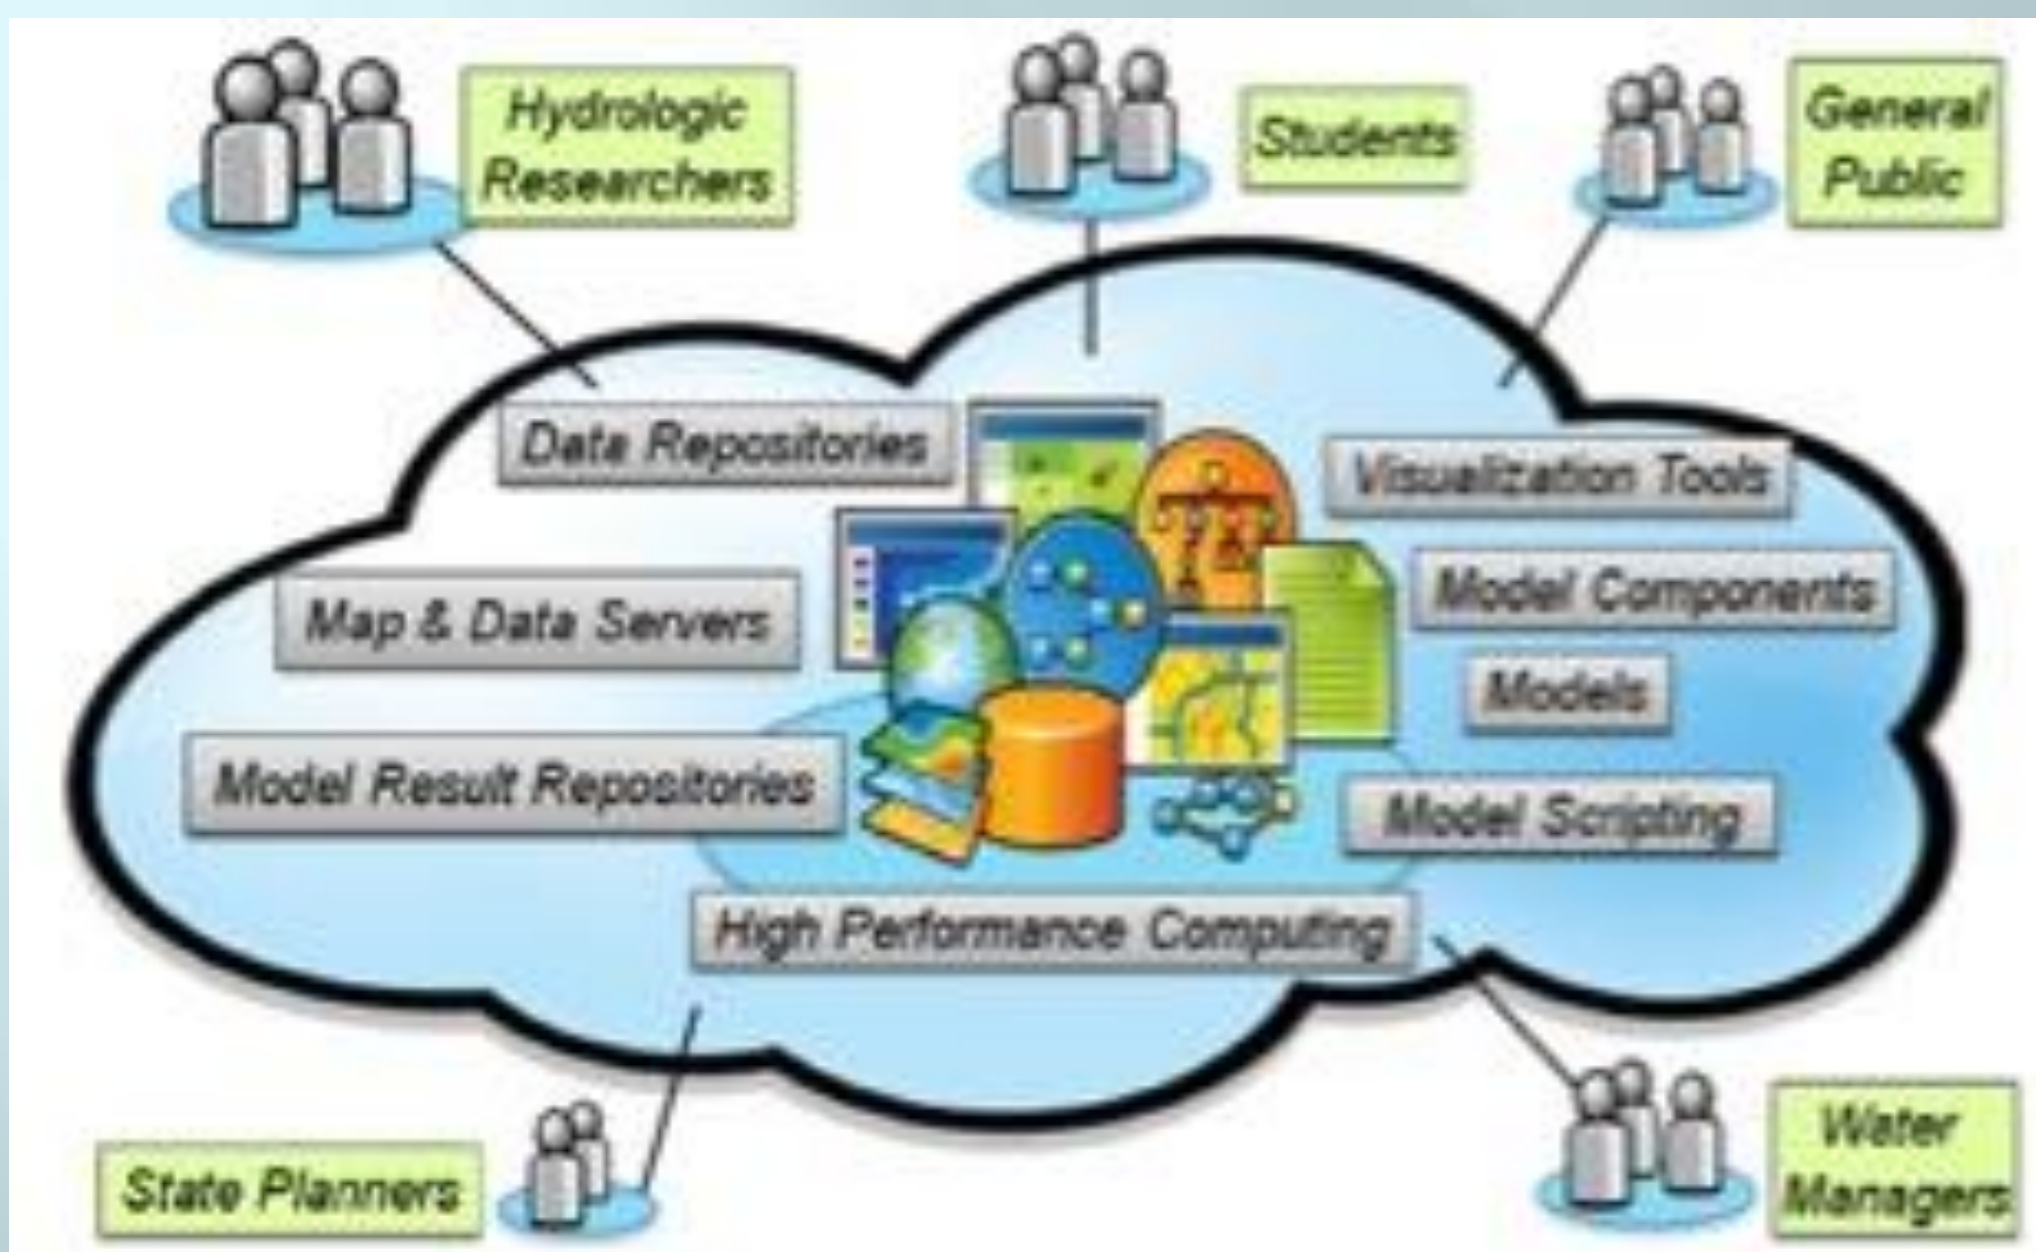 Hydrologic
Researchers
Students
General
Public
Data Repositories
Visualization Tools
Map & Data Servers
Model Components
Models
Model Result Repositories
Model Scripting
High Performance Computing
State Planners
Water
Managers